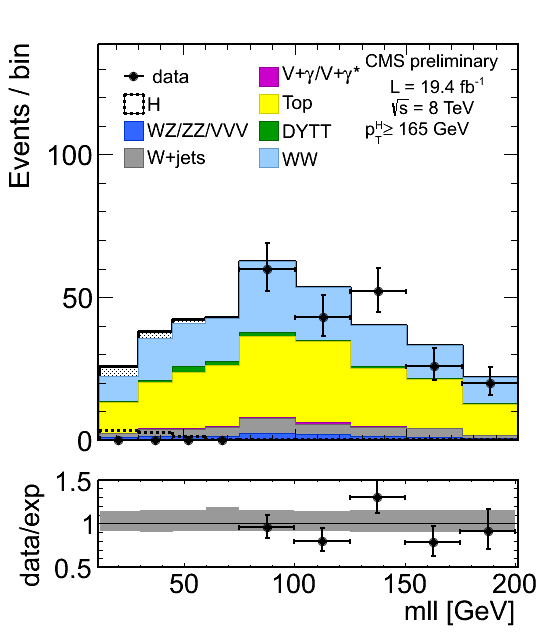 Events / bin
data
H
WZ/ZZ/VVV
W+jets
V+γ/V+γ*
Top
DYTT
WW
CMS preliminary
L = 19.4 fb⁻¹
√s = 8 TeV
p_T^H ≥ 165 GeV
100
50
0
data/exp
1.5
1
0.5
50 100 150 200
mll [GeV]